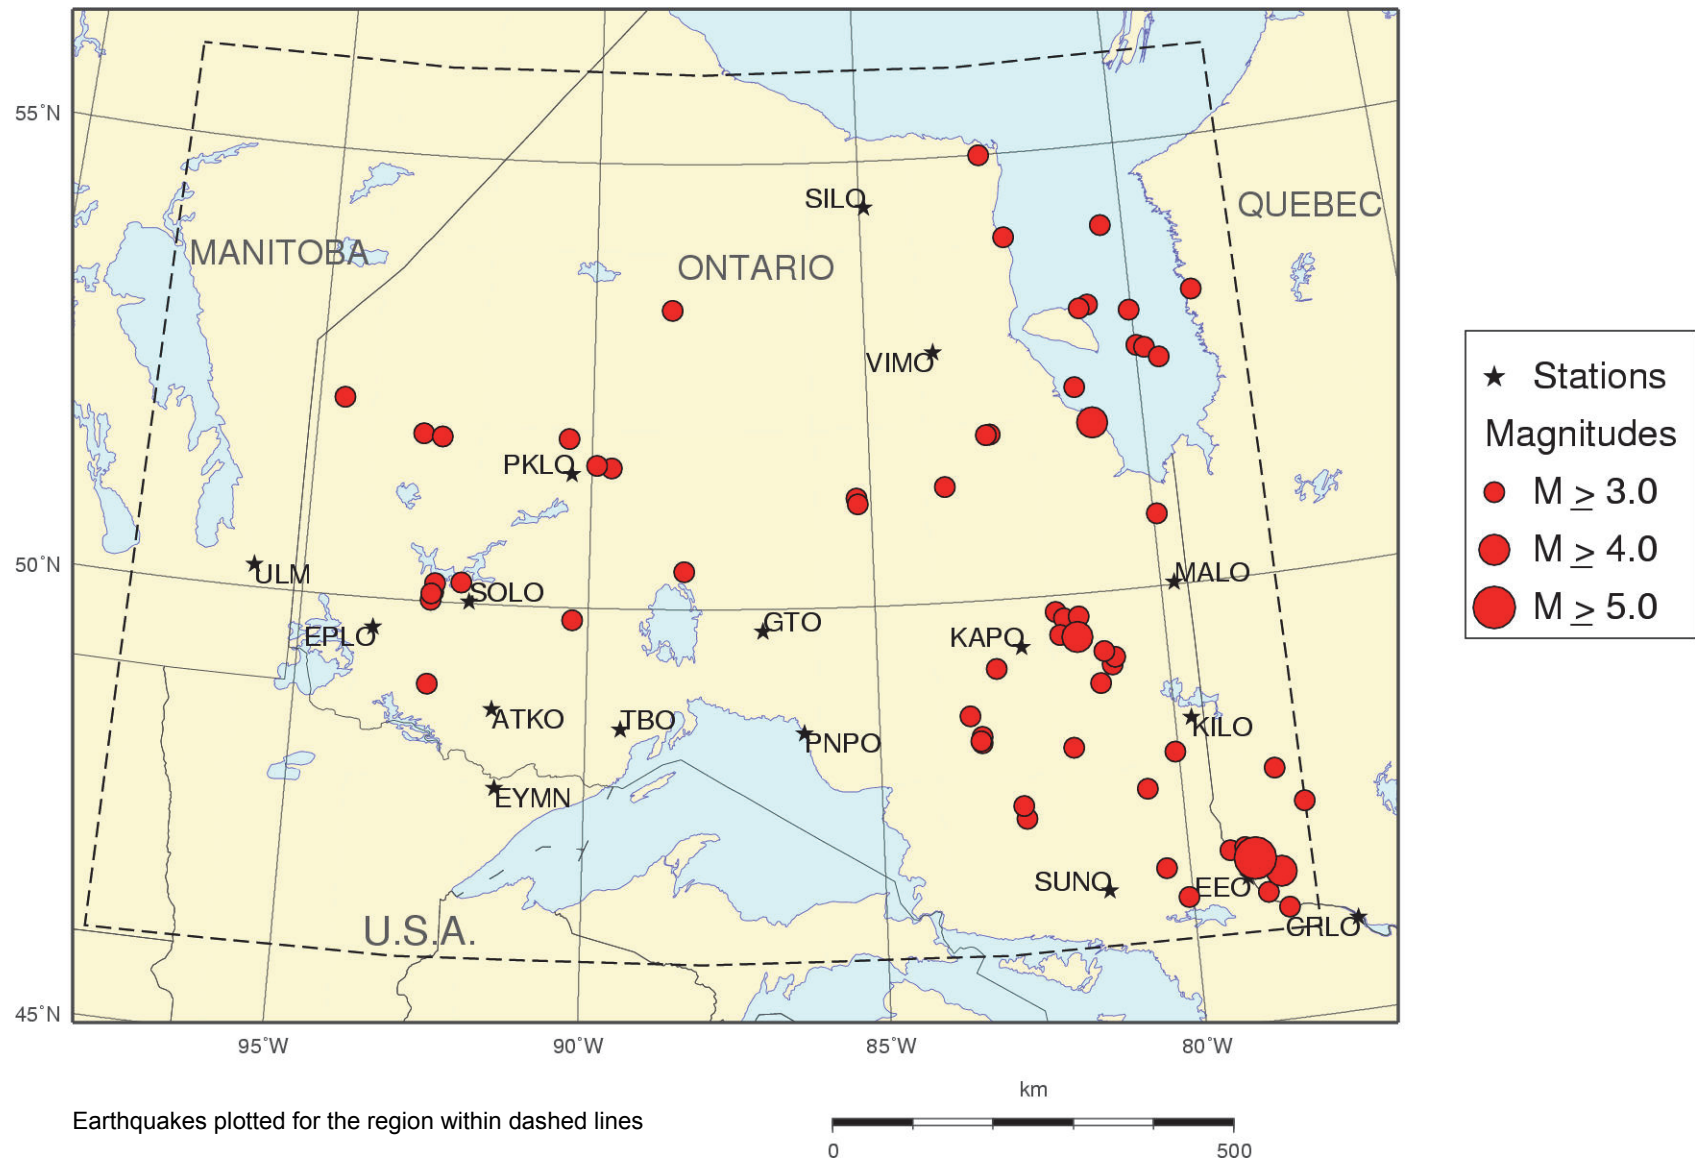 55°N
SILO
QUEBEC
MANITOBA
ONTARIO
VIMO
Stations
Magnitudes
PKLO
M ≥ 3.0
M ≥ 4.0
50°N
ULM
SOLO
MALO
M ≥ 5.0
EPLO
GTO
KAPO
ATKO
TBO
PNPO
KILO
EYMN
SUNO
EEO
CRLO
U.S.A.
45°N
95°W
90°W
85°W
80°W
km
Earthquakes plotted for the region within dashed lines
0
500